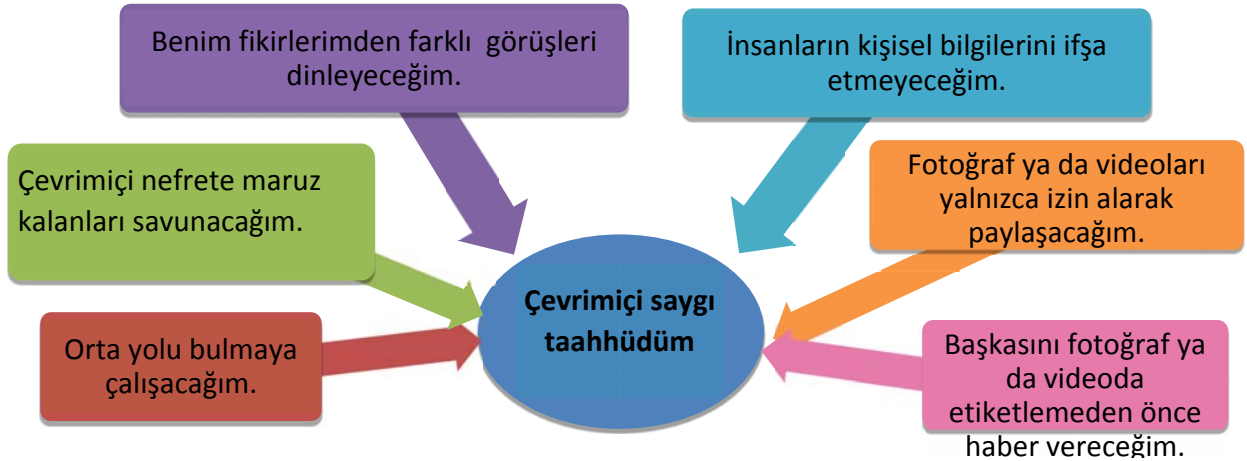 Benim fikirlerimden farklı görüşleri
dinleyeceğim.
İnsanların kişisel bilgilerini ifşa
etmeyeceğim.
Çevrimiçi nefrete maruz
kalanları savunacağım.
Fotoğraf ya da videoları
yalnızca izin alarak
paylaşacağım.
Çevrimiçi saygı
taahhüdüm
Orta yolu bulmaya
çalışacağım.
Başkasını fotoğraf ya
da videoda
etiketlemeden önce
haber vereceğim.